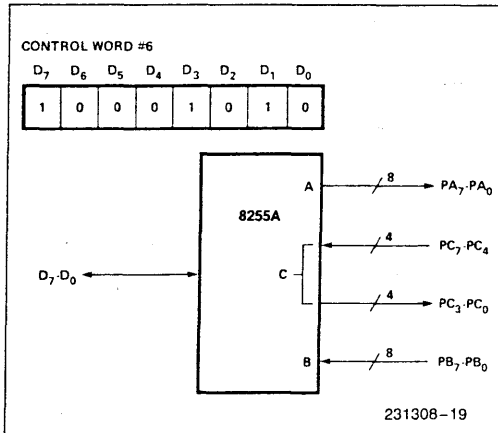 CONTROL WORD #6
D7 D6 D5 D4 D3 D2 D1 D0
1 0 0 0 1 0 1 0
A 8 PA7-PA0
8255A
4 PC7-PC4
D7-D0 C
4 PC3-PC0
B 8 PB7-PB0
231308-19